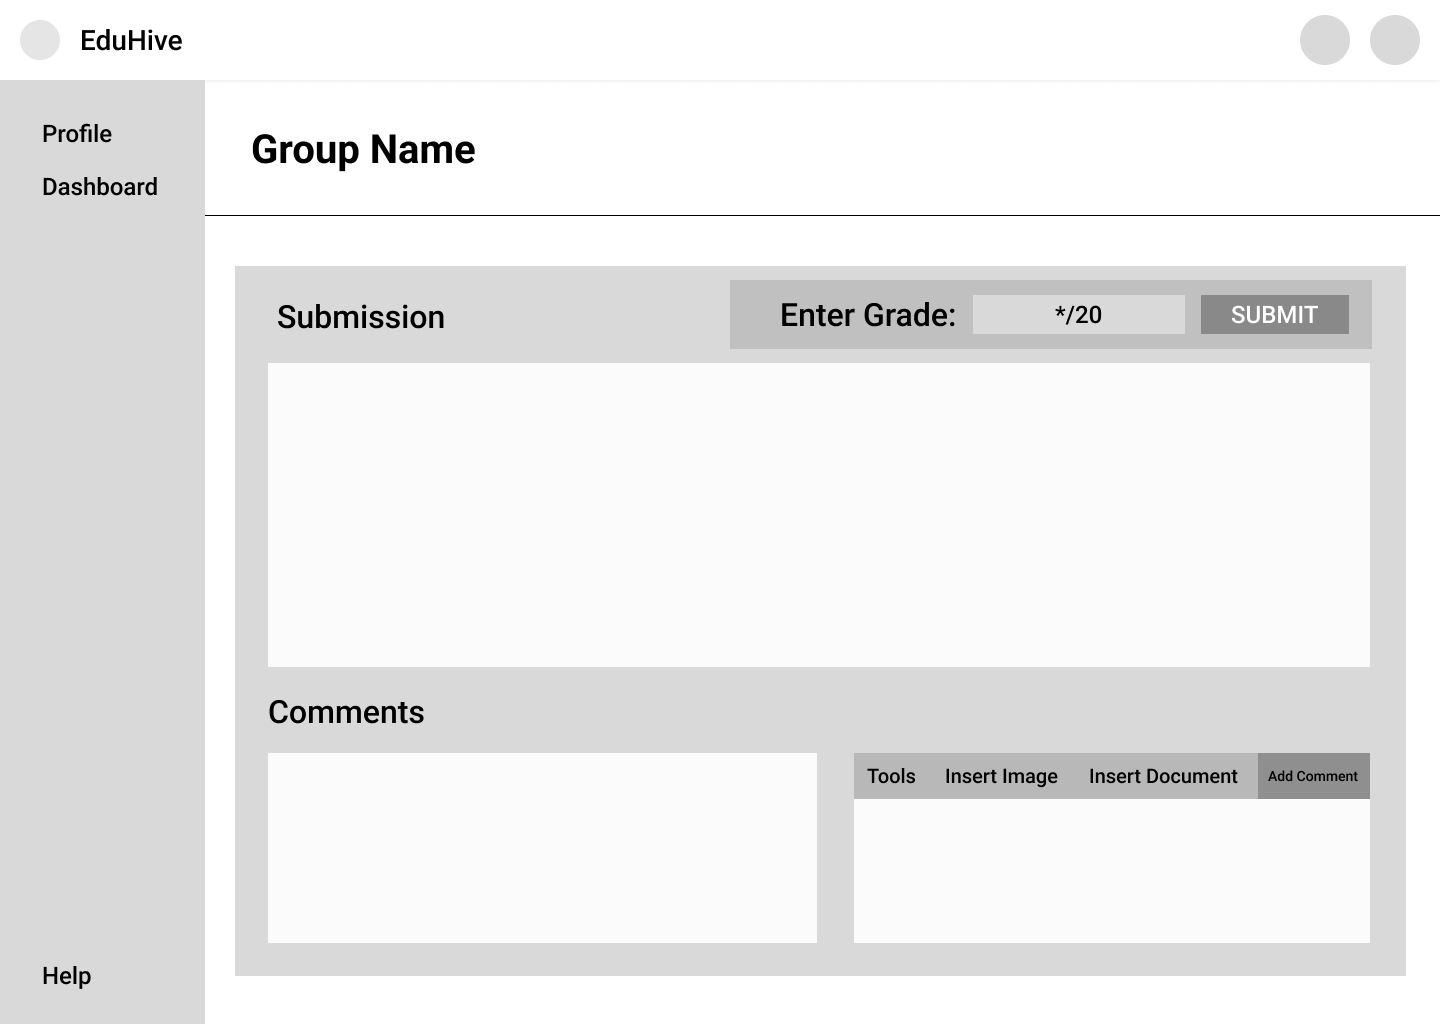 EduHive
Profile
Dashboard
Group Name
Submission
Enter Grade: */20 SUBMIT
Comments
Tools Insert Image Insert Document Add Comment
Help